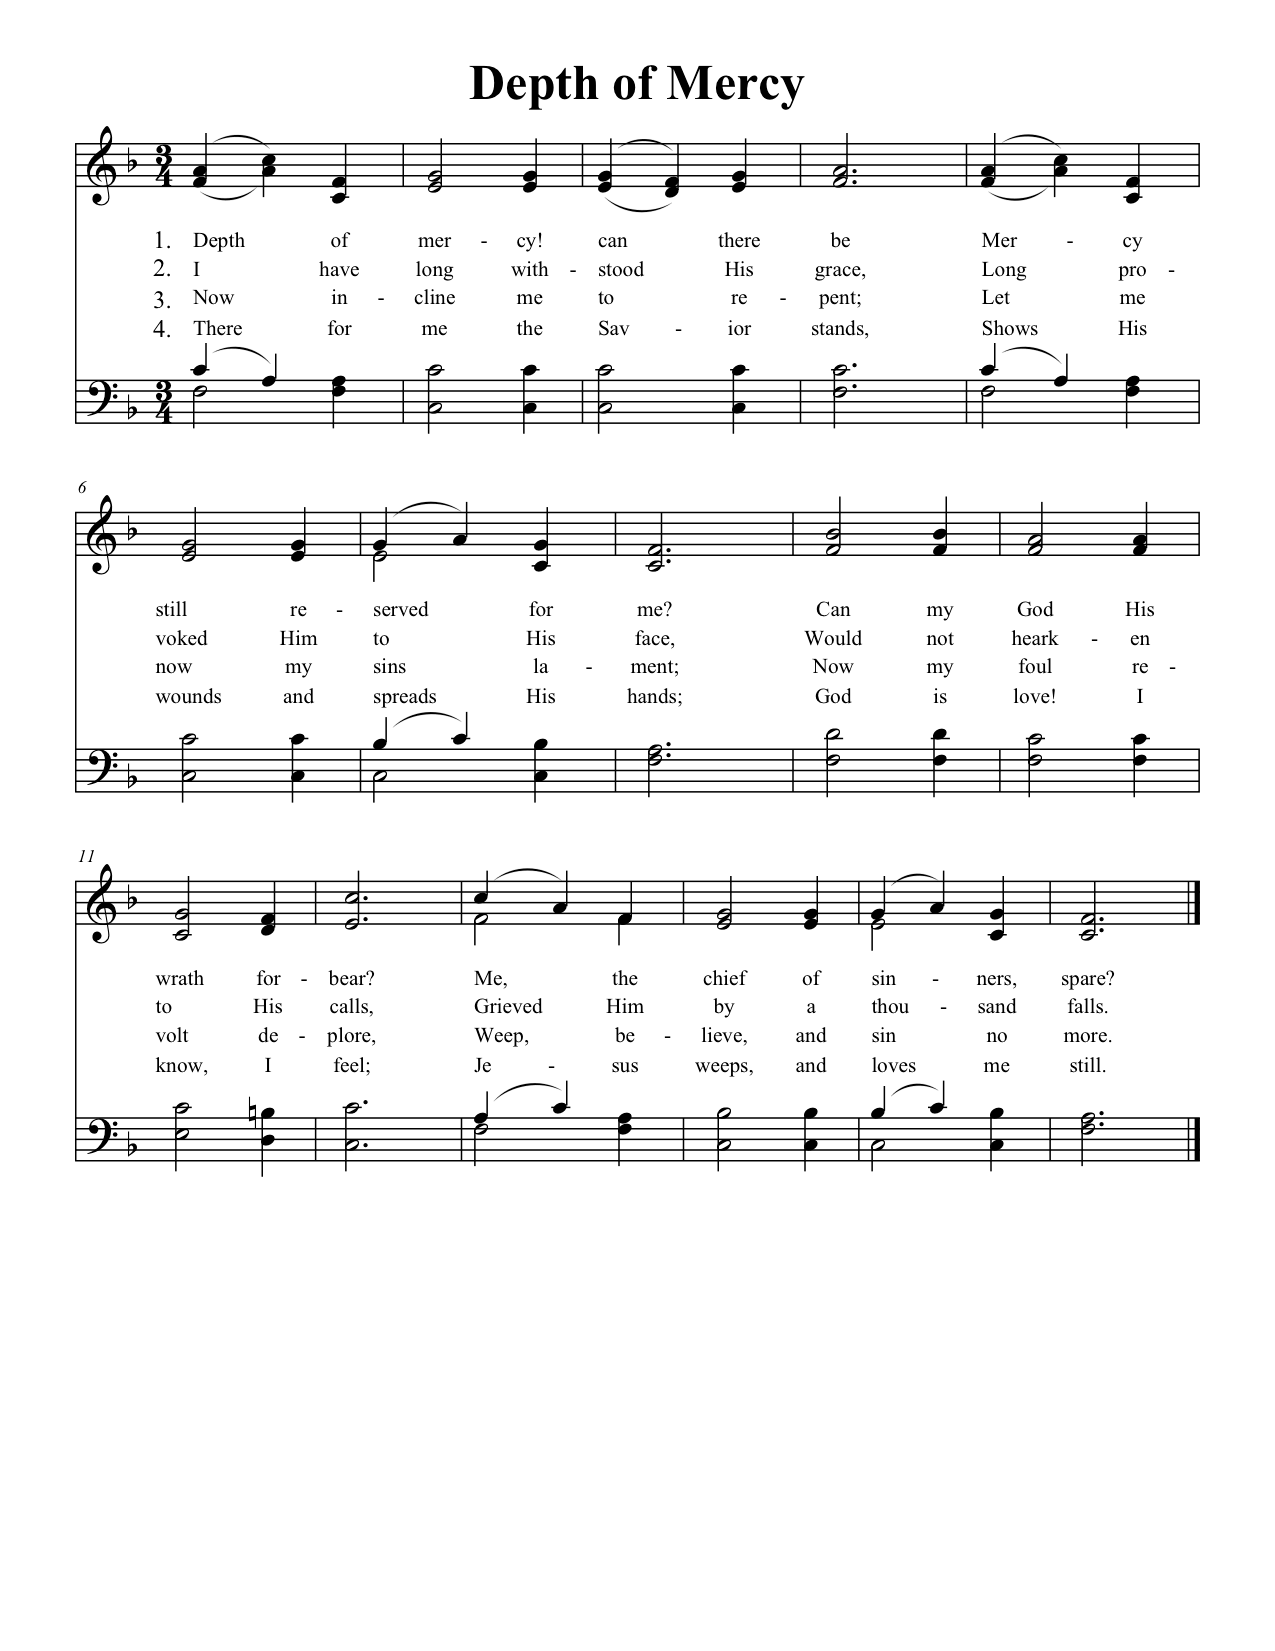 Depth of Mercy
3
4
1. Depth of mer - cy! can there be Mer - cy
2. I have long with - stood His grace, Long pro -
3. Now in - cline me to re - pent; Let me
4. There for me the Sav - ior stands, Shows His
3
4
6
still re - served for me? Can my God His
voked Him to His face, Would not heark - en
now my sins la - ment; Now my foul re -
wounds and spreads His hands; God is love! I
11
wrath for - bear? Me, the chief of sin - ners, spare?
to His calls, Grieved Him by a thou - sand falls.
volt de - plore, Weep, be - lieve, and sin no more.
know, I feel; Je - sus weeps, and loves me still.